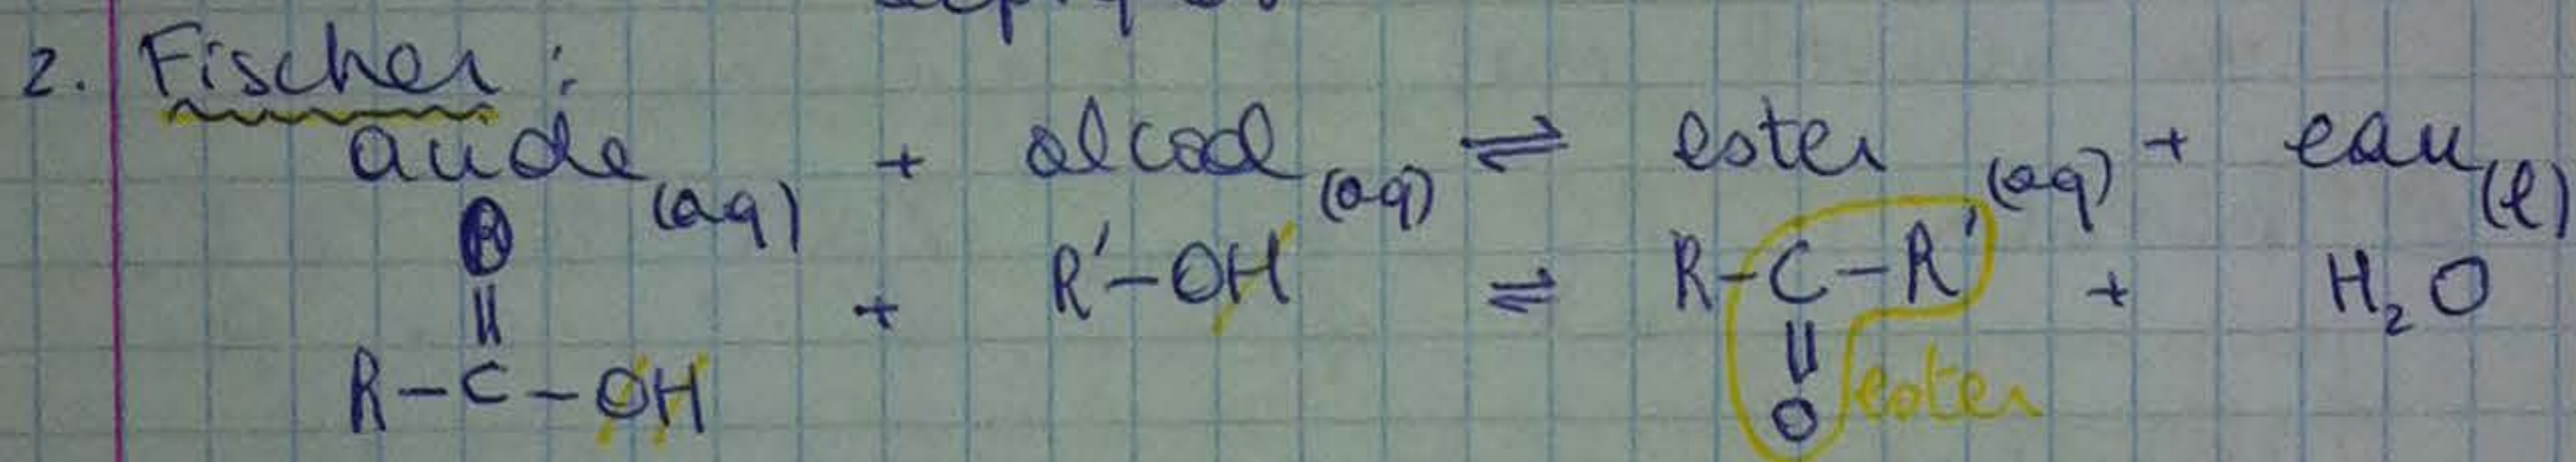 2. Fischer :
acide (aq) + alcool (aq) ⇌ ester (aq) + eau (l)
O
||
R-C-OH + R'-OH ⇌ R-C-R' + H2O
||
O ester